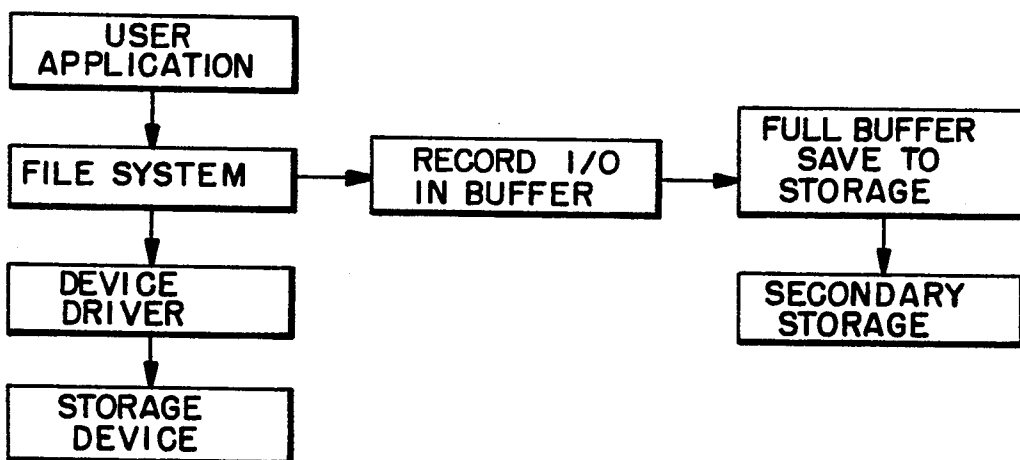 USER
APPLICATION
FILE SYSTEM
RECORD I/O
IN BUFFER
FULL BUFFER
SAVE TO
STORAGE
DEVICE
DRIVER
SECONDARY
STORAGE
STORAGE
DEVICE